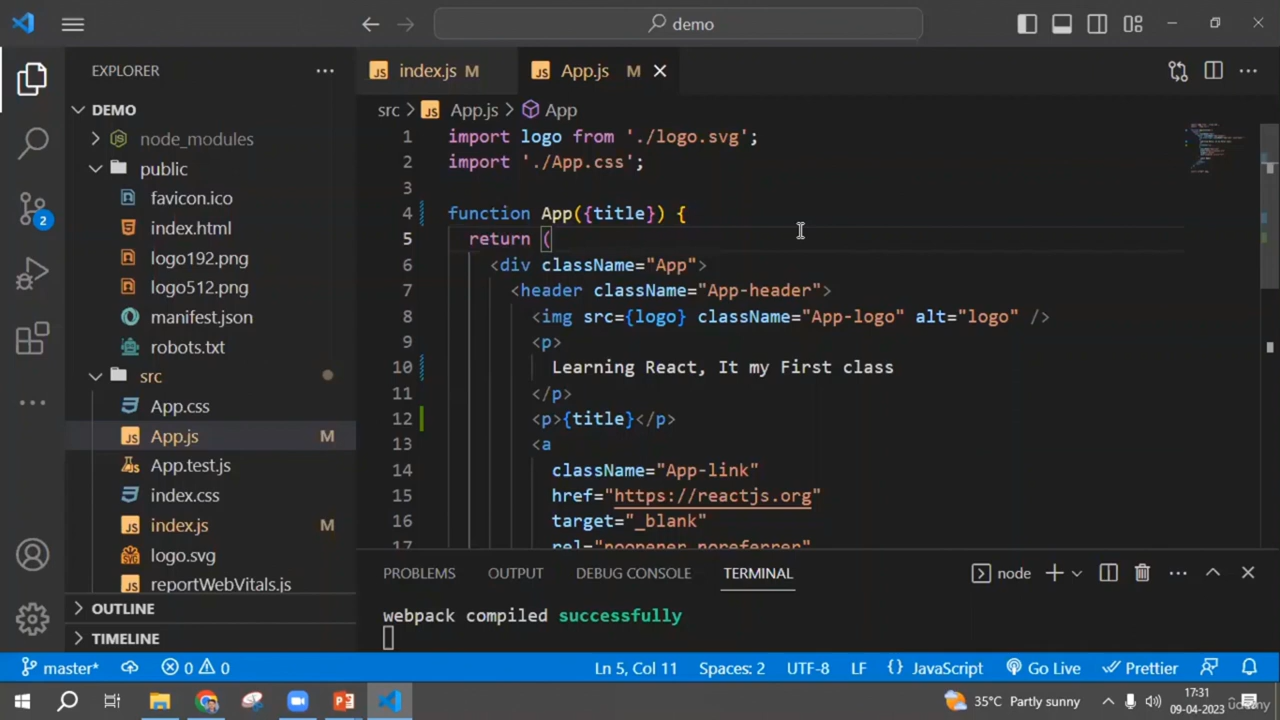 demo
EXPLORER
index.js M
App.js M
DEMO
src > App.js > App
node_modules
public
favicon.ico
index.html
logo192.png
logo512.png
manifest.json
robots.txt
src
App.css
App.js M
App.test.js
index.css
index.js M
logo.svg
reportWebVitals.js
OUTLINE
TIMELINE
2
1 import logo from './logo.svg';
2 import './App.css';
3
4 function App({title}) {
5 return (
6 <div className="App">
7 <header className="App-header">
8 <img src={logo} className="App-logo" alt="logo" />
9 <p>
10 Learning React, It my First class
11 </p>
12 <p>{title}</p>
13 <a
14 className="App-link"
15 href="https://reactjs.org"
16 target="_blank"
17 rel="noopener noreferrer"
PROBLEMS OUTPUT DEBUG CONSOLE TERMINAL node
webpack compiled successfully
master* 0 0 Ln 5, Col 11 Spaces: 2 UTF-8 LF {} JavaScript Go Live Prettier
35°C Partly sunny
17:31
09-04-2023
udemy